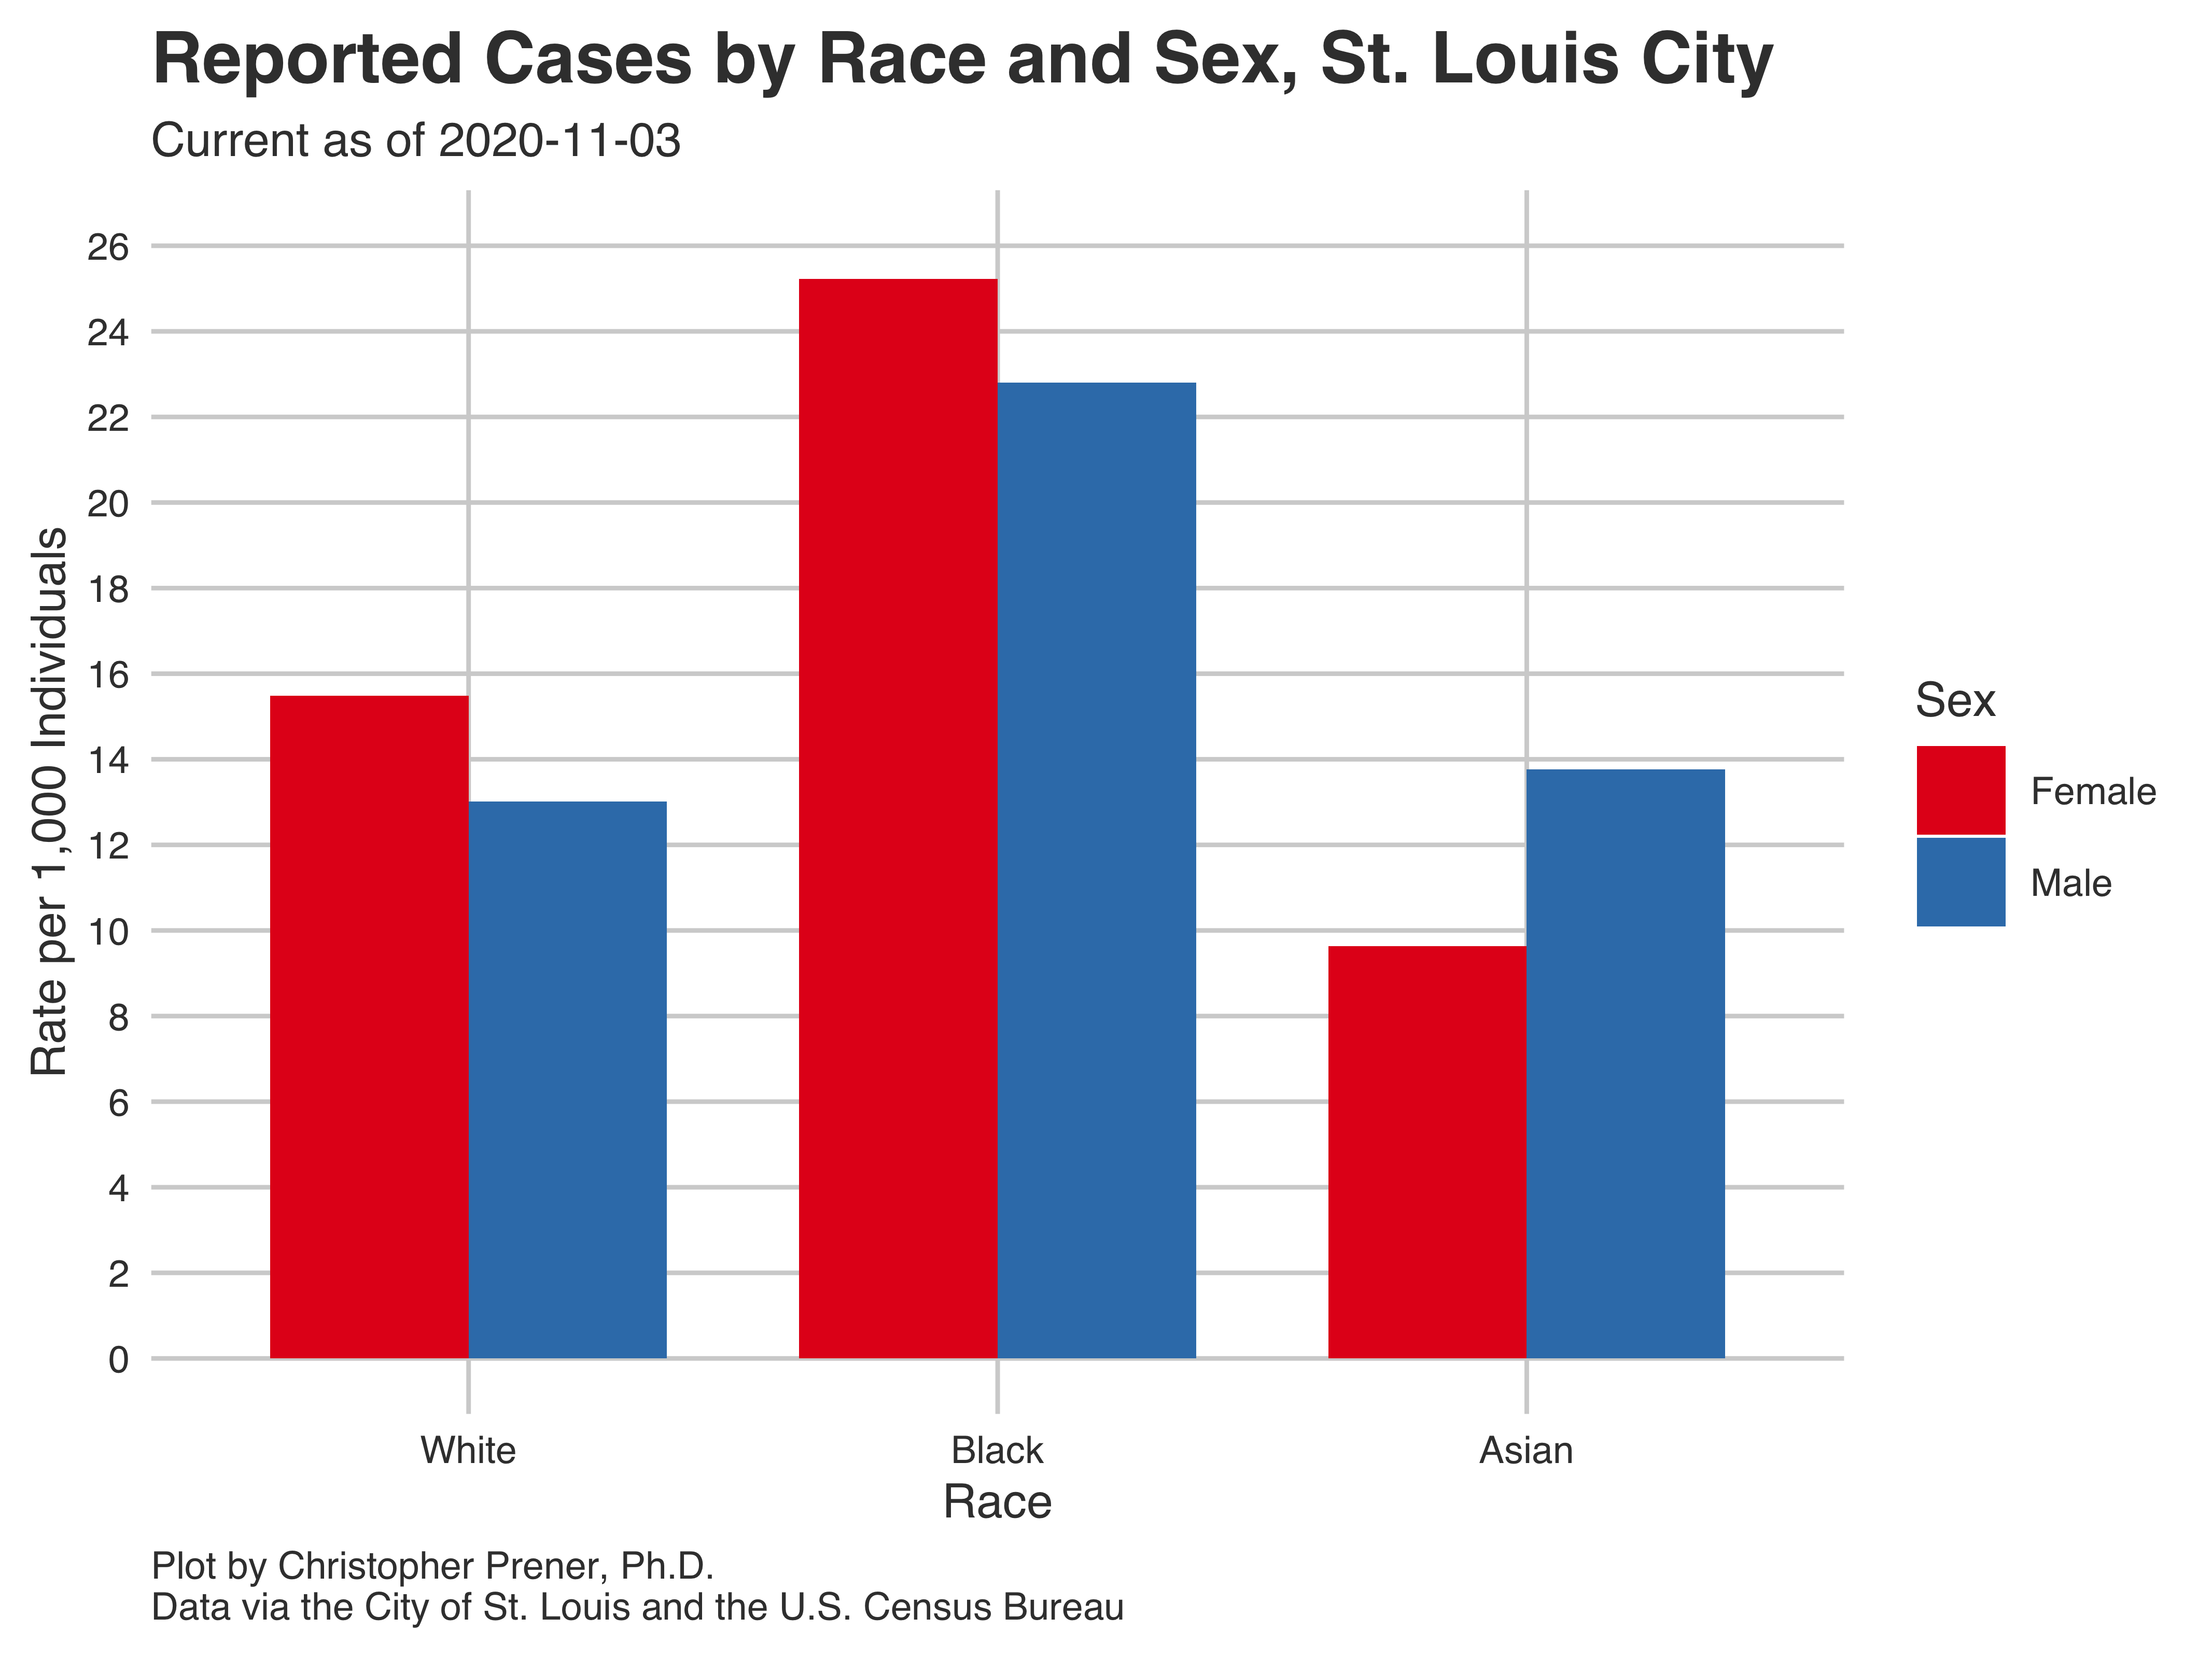 Reported Cases by Race and Sex, St. Louis City
Current as of 2020-11-03
Rate per 1,000 Individuals
26
24
22
20
18
16
14
12
10
8
6
4
2
0
White
Black
Asian
Race
Sex
Female
Male
Plot by Christopher Prener, Ph.D.
Data via the City of St. Louis and the U.S. Census Bureau